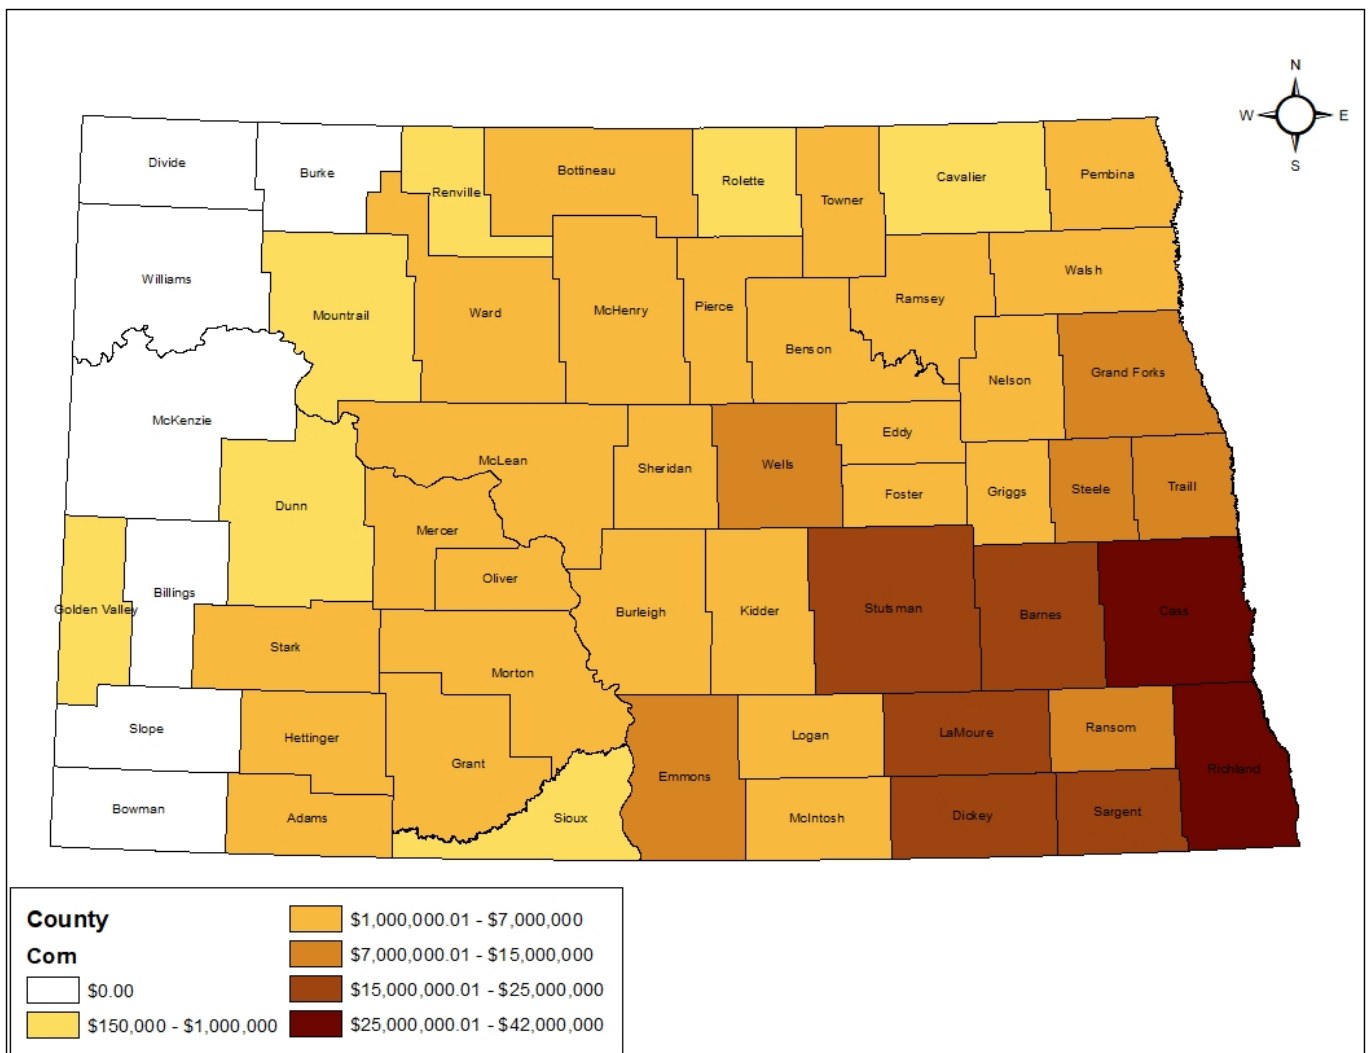 N
W E
S
Divide
Burke
Renville
Bottineau
Rolette
Towner
Cavalier
Pembina
Williams
Mountrail
Ward
McHenry
Pierce
Benson
Ramsey
Walsh
Nelson
Grand Forks
McKenzie
Dunn
McLean
Sheridan
Wells
Eddy
Foster
Griggs
Steele
Traill
Mercer
Oliver
Golden Valley
Billings
Stark
Morton
Burleigh
Kidder
Stutsman
Barnes
Cass
Slope
Hettinger
Grant
Emmons
Logan
LaMoure
Ransom
Richland
Bowman
Adams
Sioux
McIntosh
Dickey
Sargent
County
Corn
$0.00
$150,000 - $1,000,000
$1,000,000.01 - $7,000,000
$7,000,000.01 - $15,000,000
$15,000,000.01 - $25,000,000
$25,000,000.01 - $42,000,000